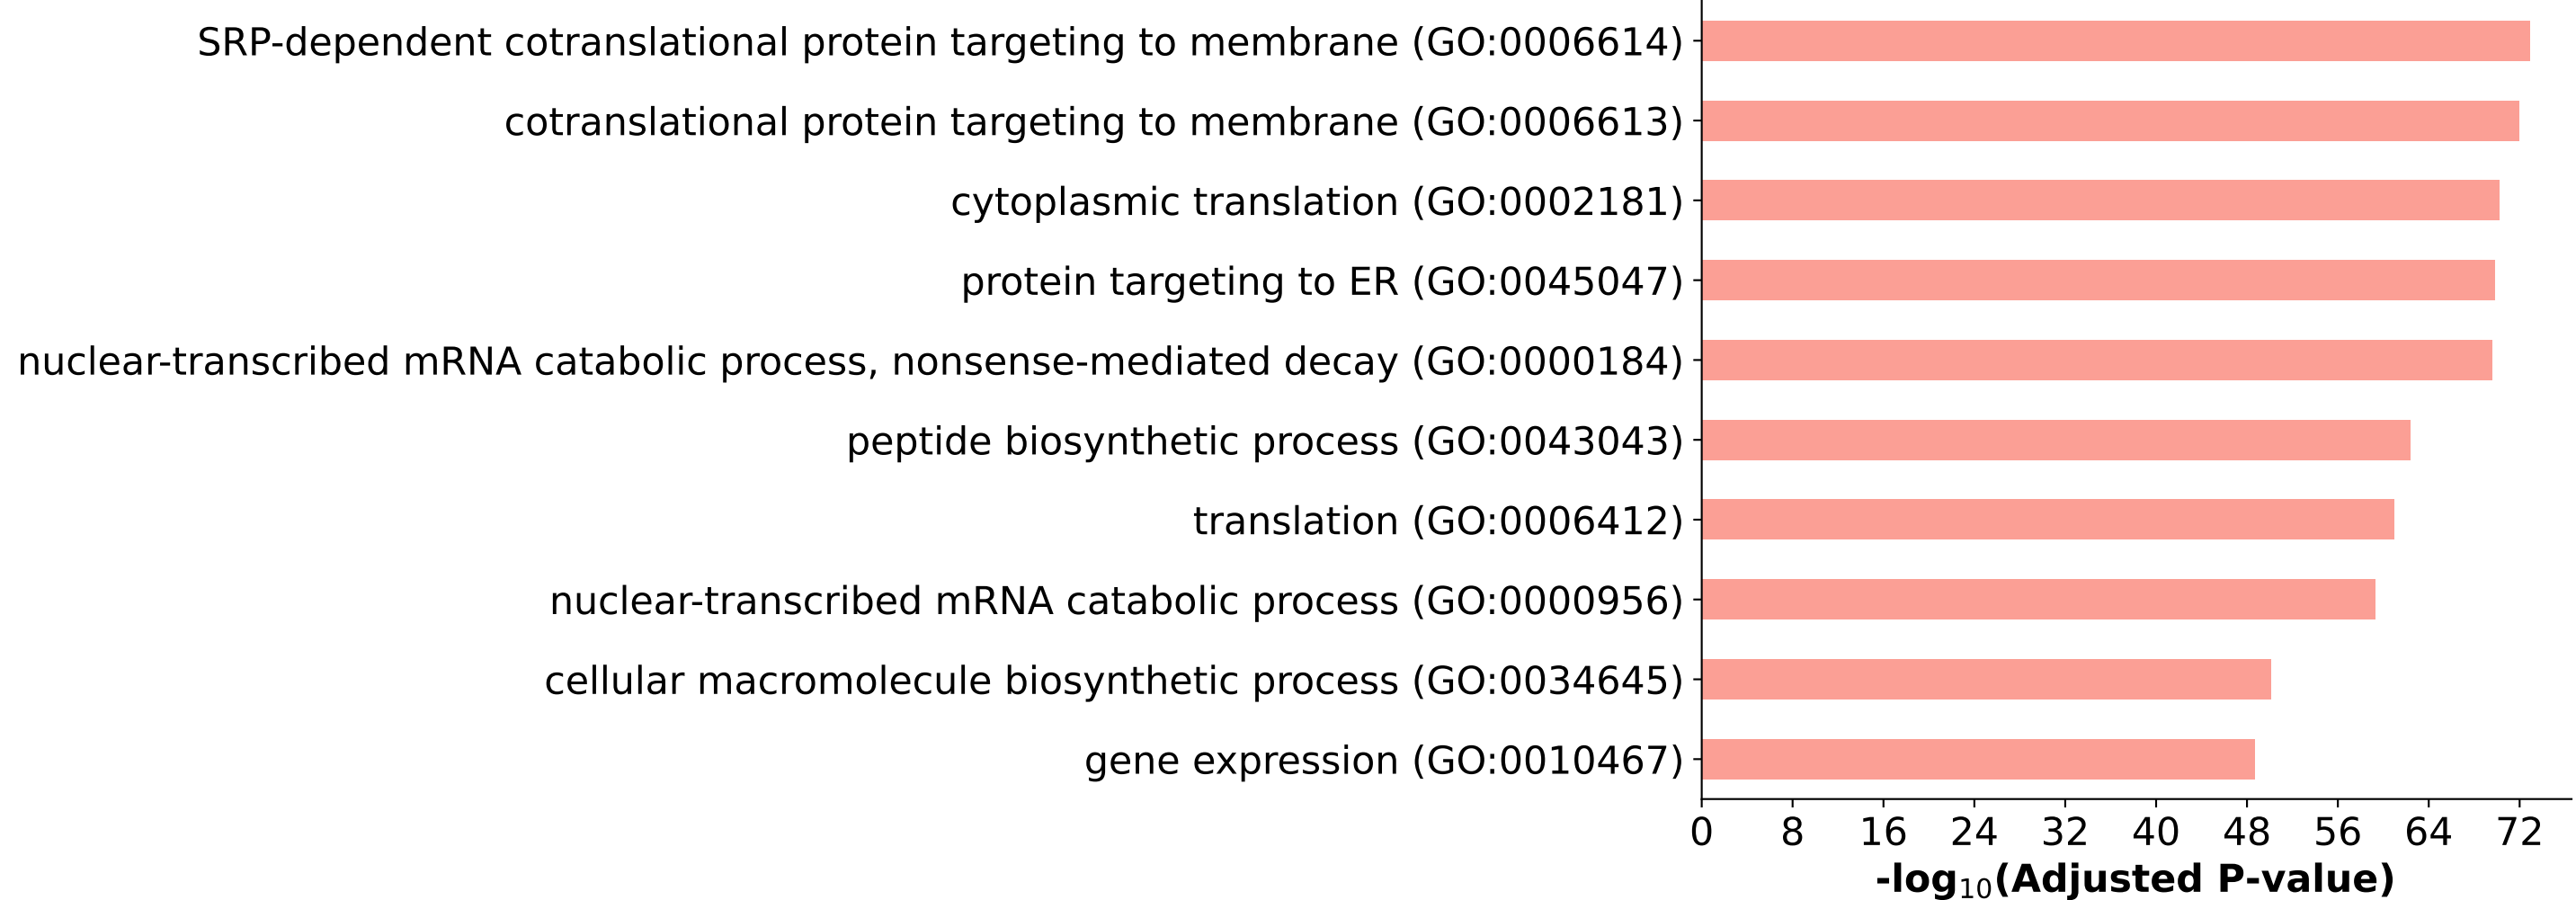 SRP-dependent cotranslational protein targeting to membrane (GO:0006614)
cotranslational protein targeting to membrane (GO:0006613)
cytoplasmic translation (GO:0002181)
protein targeting to ER (GO:0045047)
nuclear-transcribed mRNA catabolic process, nonsense-mediated decay (GO:0000184)
peptide biosynthetic process (GO:0043043)
translation (GO:0006412)
nuclear-transcribed mRNA catabolic process (GO:0000956)
cellular macromolecule biosynthetic process (GO:0034645)
gene expression (GO:0010467)
0 8 16 24 32 40 48 56 64 72
-log₁₀(Adjusted P-value)